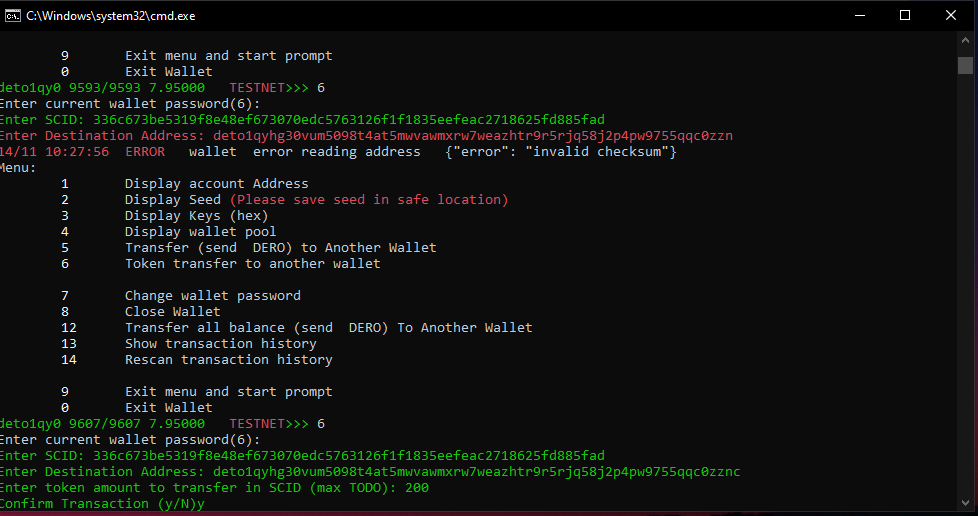 C:\Windows\system32\cmd.exe
9 Exit menu and start prompt
0 Exit Wallet
deto1qy0 9593/9593 7.95000 TESTNET>>> 6
Enter current wallet password(6):
Enter SCID: 336c673be5319f8e48ef673070edc5763126f1f1835eefeac2718625fd885fad
Enter Destination Address: deto1qyhg30vum5098t4at5mwvawmxrw7weazhtr9r5rjq58j2p4pw9755qqc0zzn
14/11 10:27:56 ERROR wallet error reading address {"error": "invalid checksum"}
Menu:
1 Display account Address
2 Display Seed (Please save seed in safe location)
3 Display Keys (hex)
4 Display wallet pool
5 Transfer (send DERO) to Another Wallet
6 Token transfer to another wallet
7 Change wallet password
8 Close Wallet
12 Transfer all balance (send DERO) To Another Wallet
13 Show transaction history
14 Rescan transaction history
9 Exit menu and start prompt
0 Exit Wallet
deto1qy0 9607/9607 7.95000 TESTNET>>> 6
Enter current wallet password(6):
Enter SCID: 336c673be5319f8e48ef673070edc5763126f1f1835eefeac2718625fd885fad
Enter Destination Address: deto1qyhg30vum5098t4at5mwvawmxrw7weazhtr9r5rjq58j2p4pw9755qqc0zznc
Enter token amount to transfer in SCID (max TODO): 200
Confirm Transaction (y/N)y